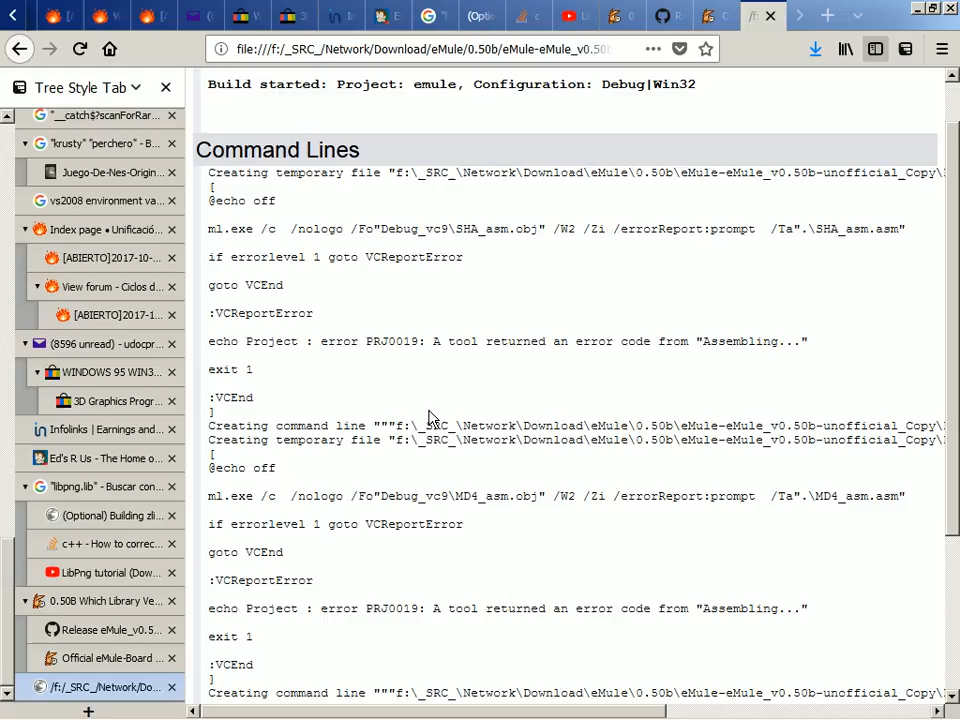 (Optio
file:///f:/_SRC_/Network/Download/eMule/0.50b/eMule-eMule_v0.50
Tree Style Tab
"__catch$?scanForRar...
"krusty" "perchero" - B...
Juego-De-Nes-Origin...
vs2008 environment va...
Index page • Unificació...
[ABIERTO]2017-10-...
View forum - Ciclos d...
[ABIERTO]2017-1...
(8596 unread) - udocpr...
WINDOWS 95 WIN3...
3D Graphics Progr...
Infolinks | Earnings and...
Ed's R Us - The Home o...
"libpng.lib" - Buscar con...
(Optional) Building zli...
c++ - How to correc...
LibPng tutorial (Dow...
0.50B Which Library Ve...
Release eMule_v0.5...
Official eMule-Board ...
/f:/_SRC_/Network/Do...
Build started: Project: emule, Configuration: Debug|Win32
Command Lines
Creating temporary file "f:\_SRC_\Network\Download\eMule\0.50b\eMule-eMule_v0.50b-unofficial_Copy\
[
@echo off
ml.exe /c  /nologo /Fo"Debug_vc9\SHA_asm.obj" /W2 /Zi /errorReport:prompt  /Ta".\SHA_asm.asm"
if errorlevel 1 goto VCReportError
goto VCEnd
:VCReportError
echo Project : error PRJ0019: A tool returned an error code from "Assembling..."
exit 1
:VCEnd
]
Creating command line """f:\_SRC_\Network\Download\eMule\0.50b\eMule-eMule_v0.50b-unofficial_Copy\
Creating temporary file "f:\_SRC_\Network\Download\eMule\0.50b\eMule-eMule_v0.50b-unofficial_Copy\
[
@echo off
ml.exe /c  /nologo /Fo"Debug_vc9\MD4_asm.obj" /W2 /Zi /errorReport:prompt  /Ta".\MD4_asm.asm"
if errorlevel 1 goto VCReportError
goto VCEnd
:VCReportError
echo Project : error PRJ0019: A tool returned an error code from "Assembling..."
exit 1
:VCEnd
]
Creating command line """f:\_SRC_\Network\Download\eMule\0.50b\eMule-eMule_v0.50b-unofficial_Copy\